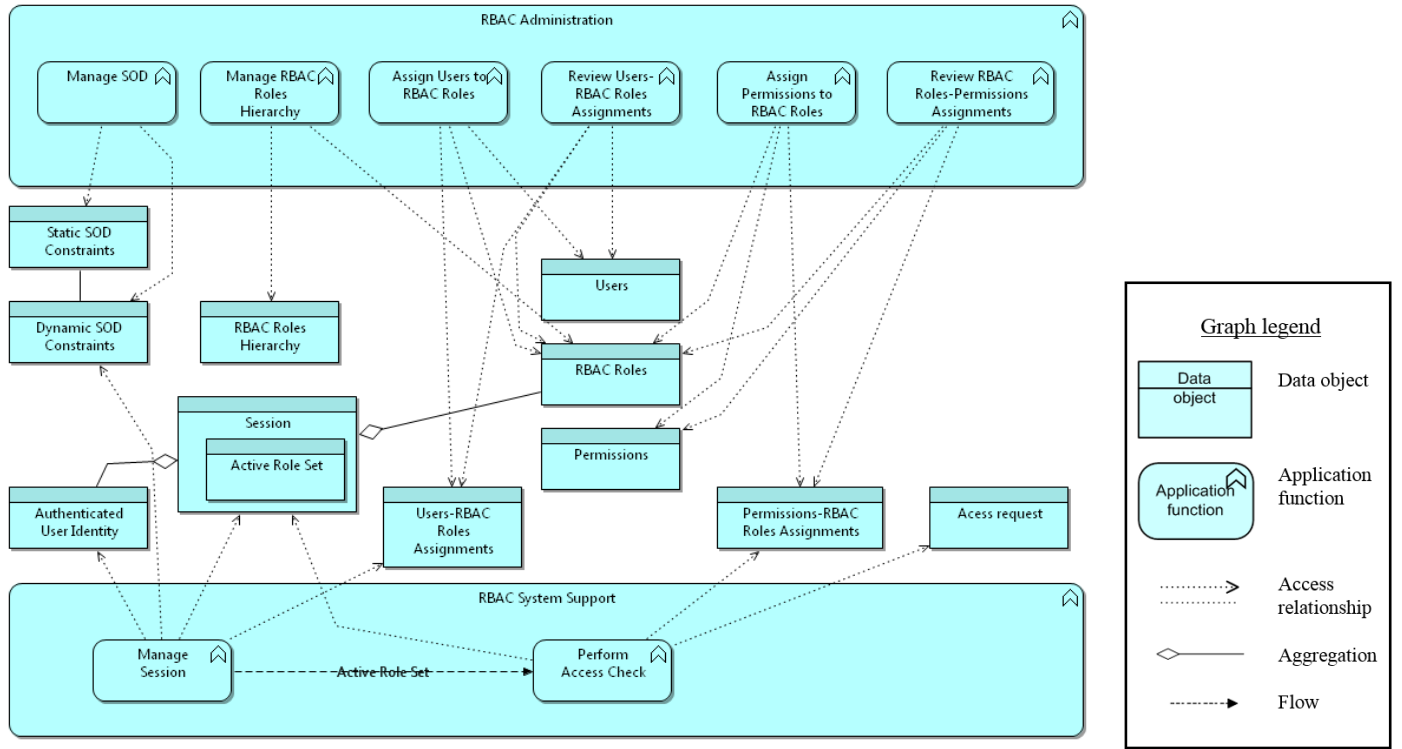 RBAC Administration
Manage SOD
Manage RBAC
Roles
Hierarchy
Assign Users to
RBAC Roles
Review Users-
RBAC Roles
Assignments
Assign
Permissions to
RBAC Roles
Review RBAC
Roles-Permissions
Assignments
Static SOD
Constraints
Users
Dynamic SOD
Constraints
RBAC Roles
Hierarchy
RBAC Roles
Session
Active Role Set
Permissions
Authenticated
User Identity
Users-RBAC
Roles
Assignments
Permissions-RBAC
Roles Assignments
Acess request
RBAC System Support
Manage
Session
Active Role Set
Perform
Access Check
Graph legend
Data
object
Data object
Application
function
Application
function
Access
relationship
Aggregation
Flow